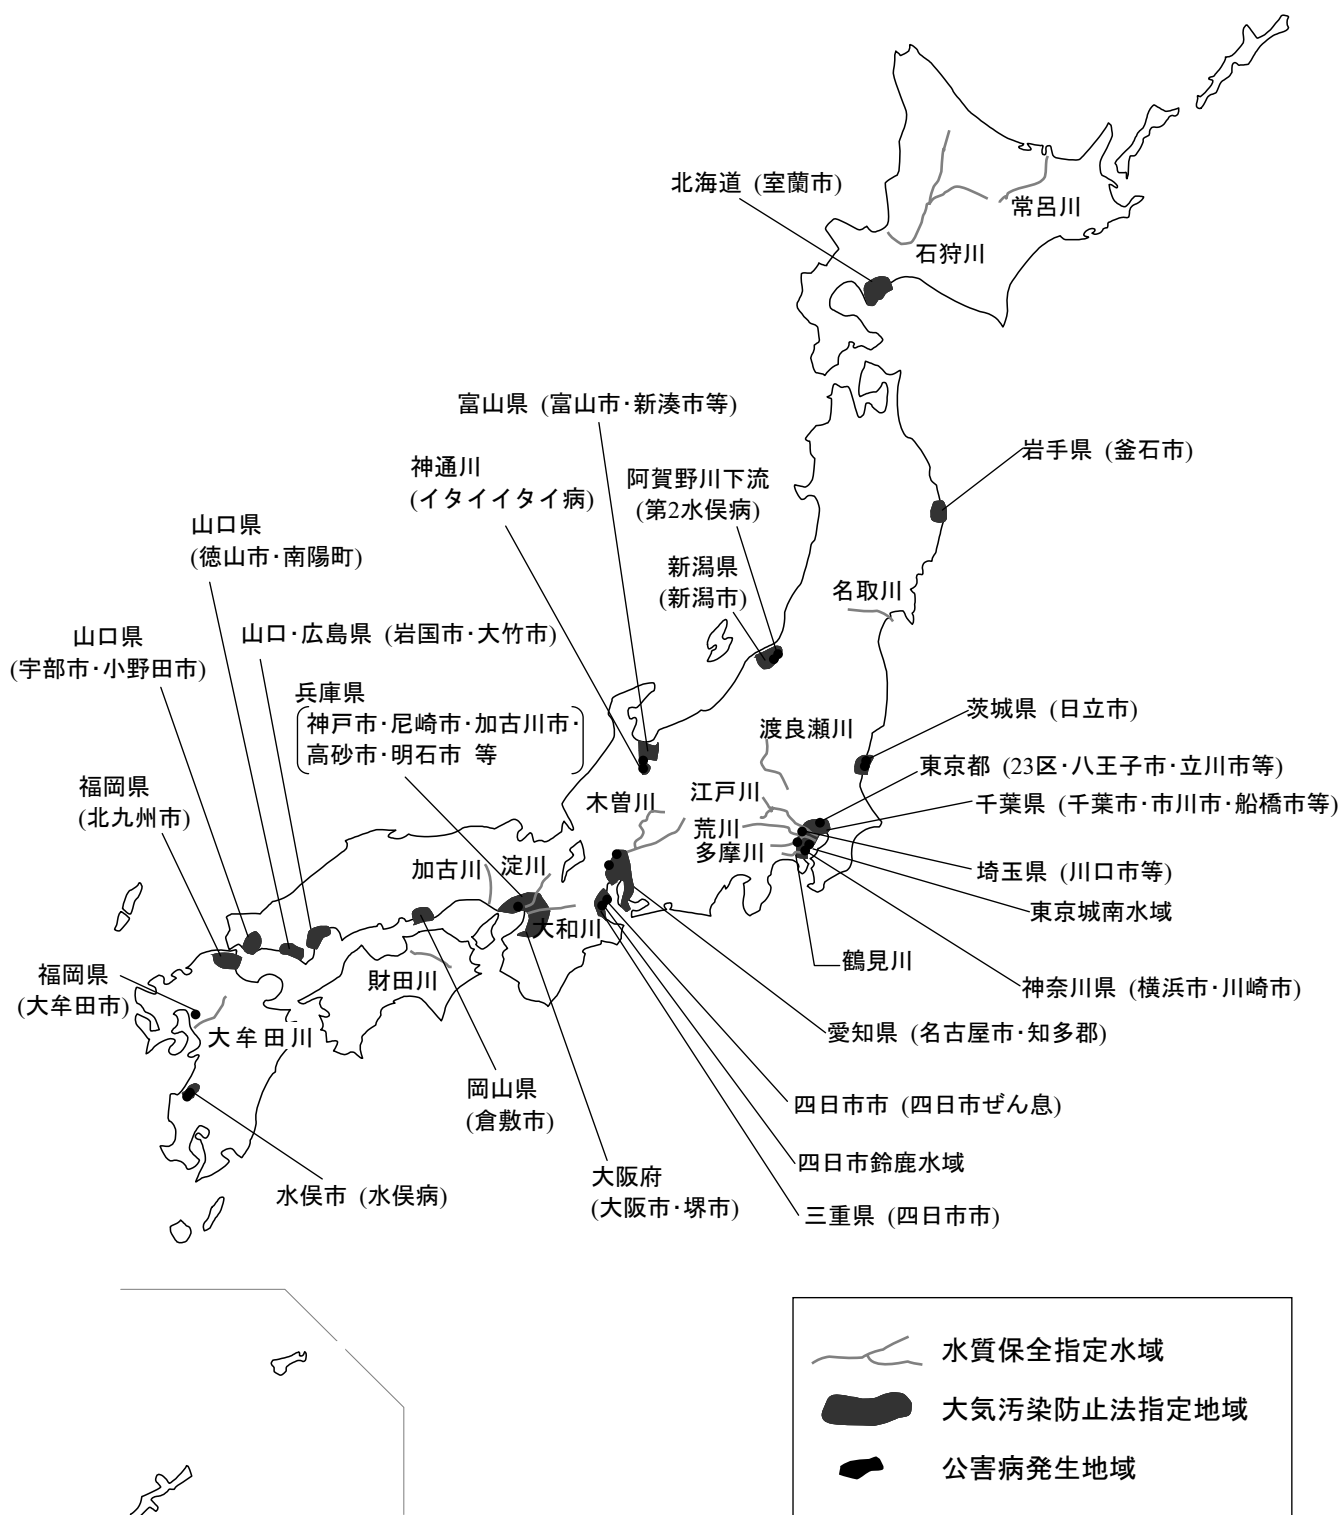 北海道 (室蘭市)
常呂川
石狩川
富山県 (富山市･新湊市等)
岩手県 (釜石市)
神通川
(イタイイタイ病)
阿賀野川下流
(第2水俣病)
山口県
(徳山市･南陽町)
新潟県
(新潟市)
名取川
山口県
(宇部市･小野田市)
山口･広島県 (岩国市･大竹市)
兵庫県
神戸市･尼崎市･加古川市･
高砂市･明石市 等
茨城県 (日立市)
渡良瀬川
東京都 (23区･八王子市･立川市等)
福岡県
(北九州市)
木曽川
江戸川
千葉県 (千葉市･市川市･船橋市等)
荒川
多摩川
加古川
淀川
埼玉県 (川口市等)
東京城南水域
大和川
鶴見川
福岡県
(大牟田市)
財田川
神奈川県 (横浜市･川崎市)
大牟田川
愛知県 (名古屋市･知多郡)
岡山県
(倉敷市)
四日市市 (四日市ぜん息)
四日市鈴鹿水域
大阪府
(大阪市･堺市)
水俣市 (水俣病)
三重県 (四日市市)
水質保全指定水域
大気汚染防止法指定地域
公害病発生地域